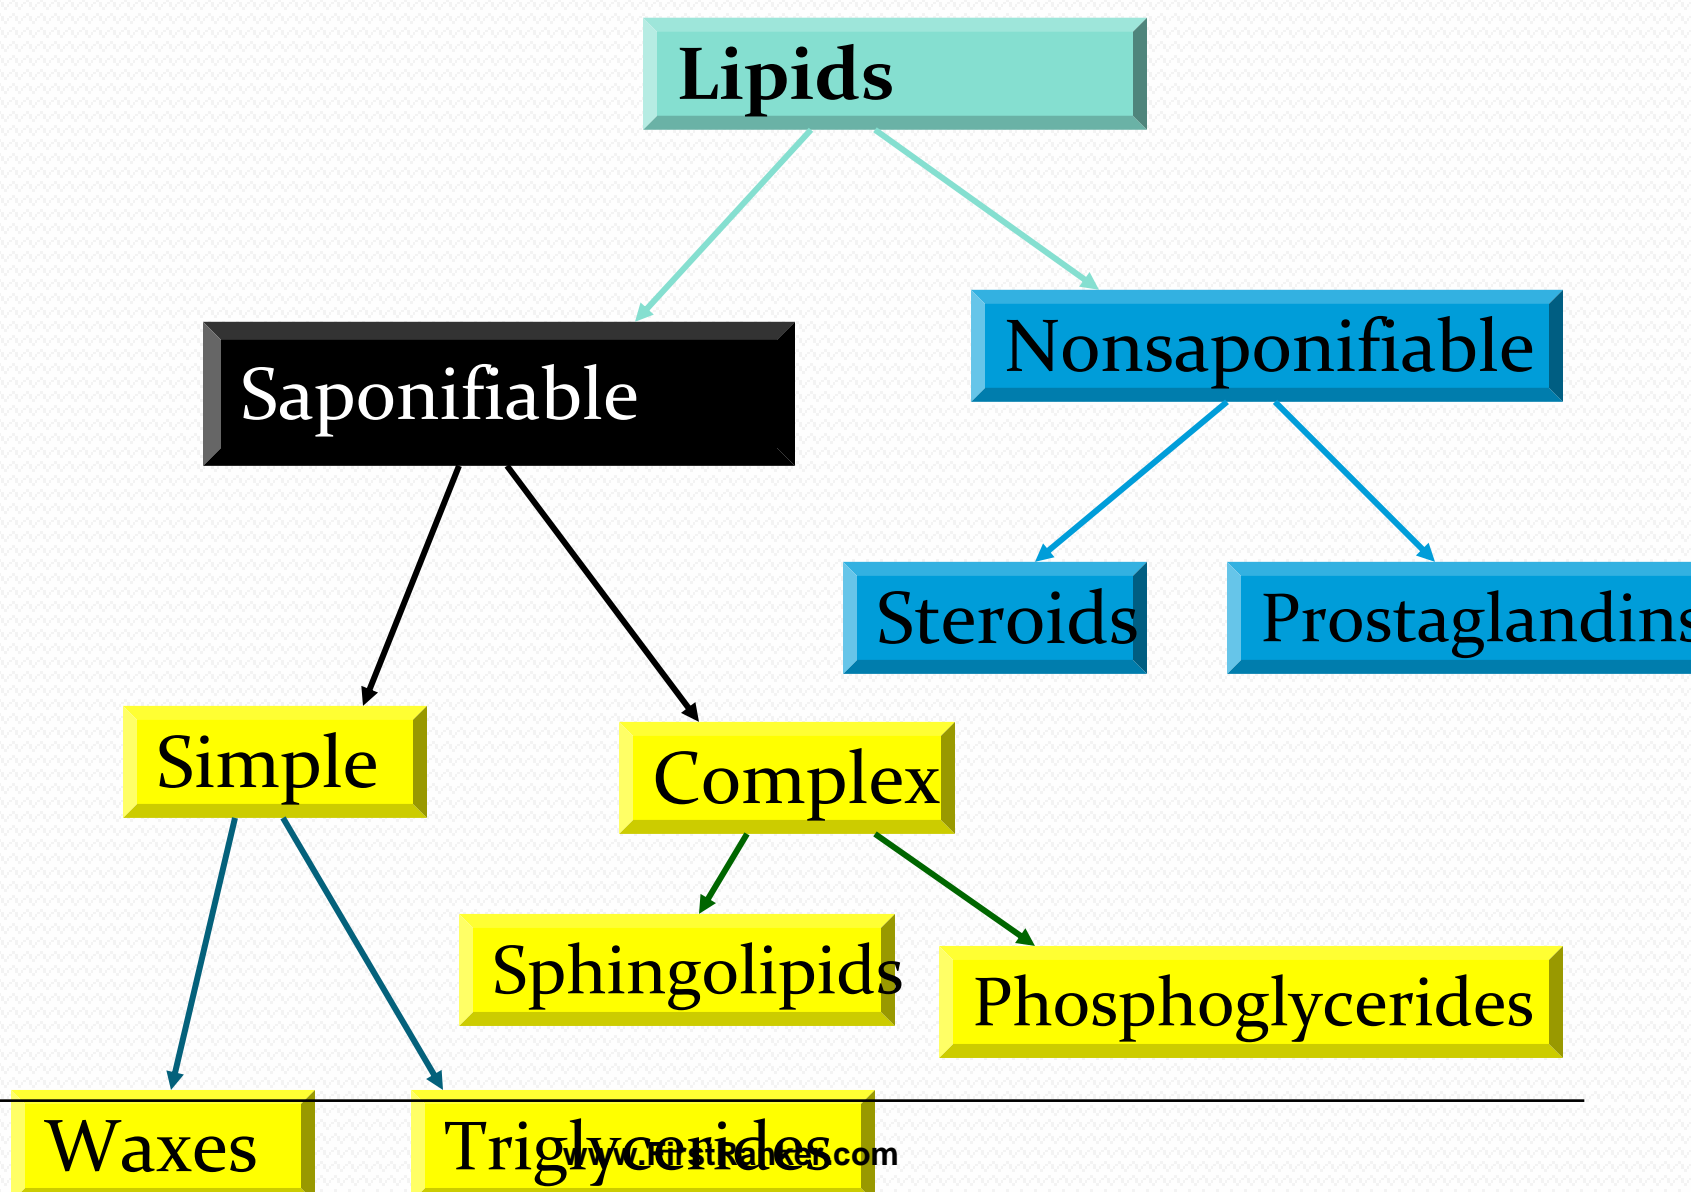 Lipids
Nonsaponifiable
Saponifiable
Steroids
Prostaglandins
Simple
Complex
Sphingolipids
Phosphoglycerides
Waxes
Triglycerides
www.FirstRanker.com